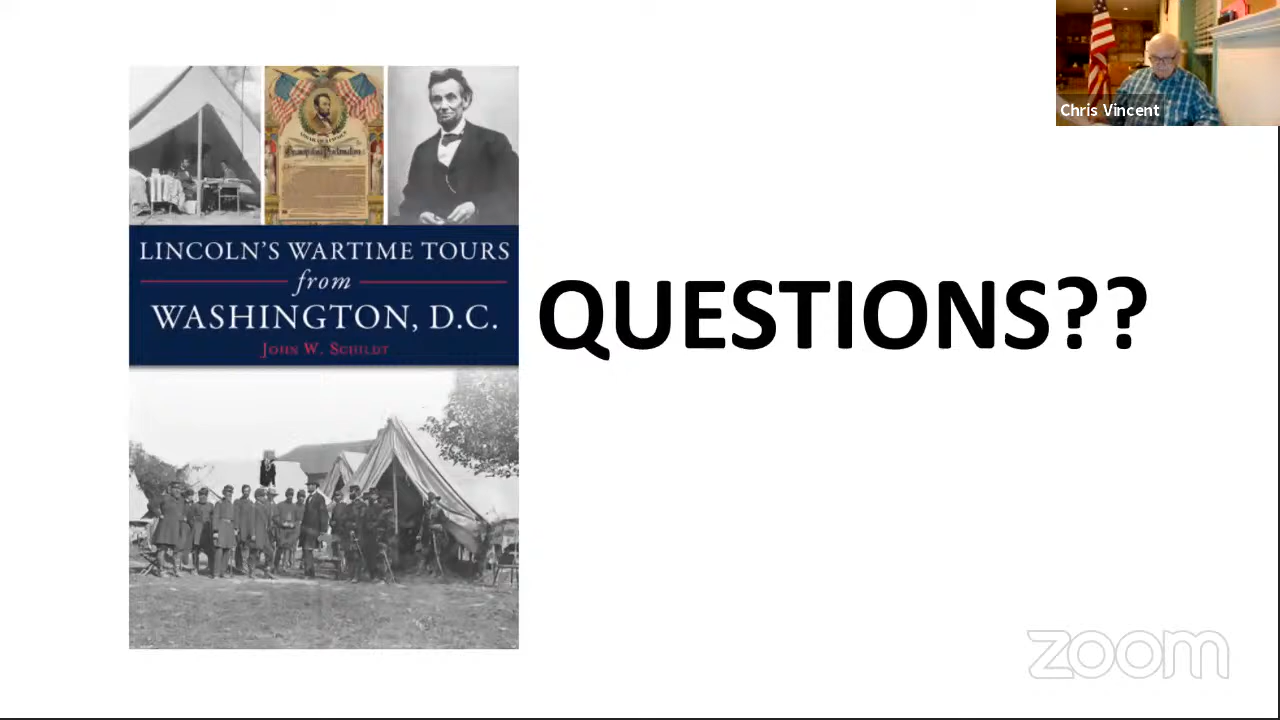 Chris Vincent
LINCOLN'S WARTIME TOURS
from
WASHINGTON, D.C.
JOHN W. SCHILDT
QUESTIONS??
zoom